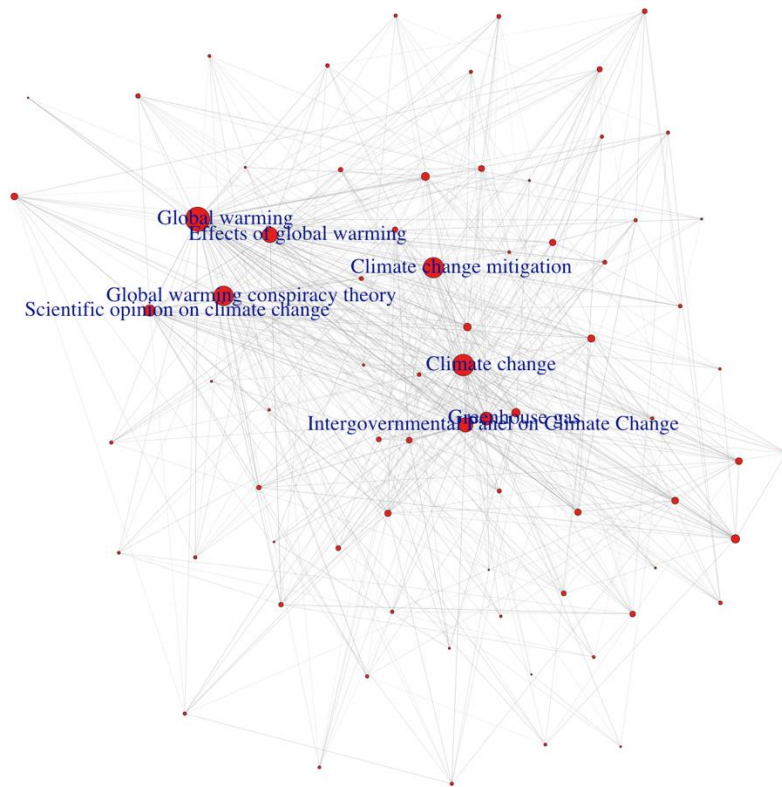 Global warming
Effects of global warming
Climate change mitigation
Global warming conspiracy theory
Scientific opinion on climate change
Climate change
Greenhouse gas
Intergovernmental Panel on Climate Change